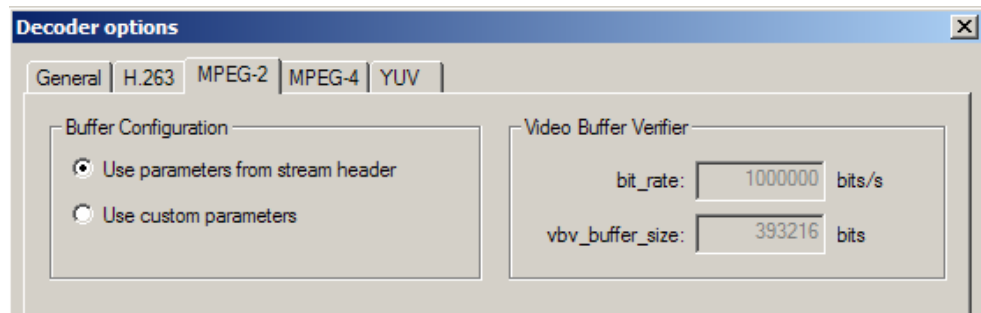 Decoder options
General H.263 MPEG-2 MPEG-4 YUV
Buffer Configuration
Use parameters from stream header
Use custom parameters
Video Buffer Verifier
bit_rate: 1000000 bits/s
vbv_buffer_size: 393216 bits